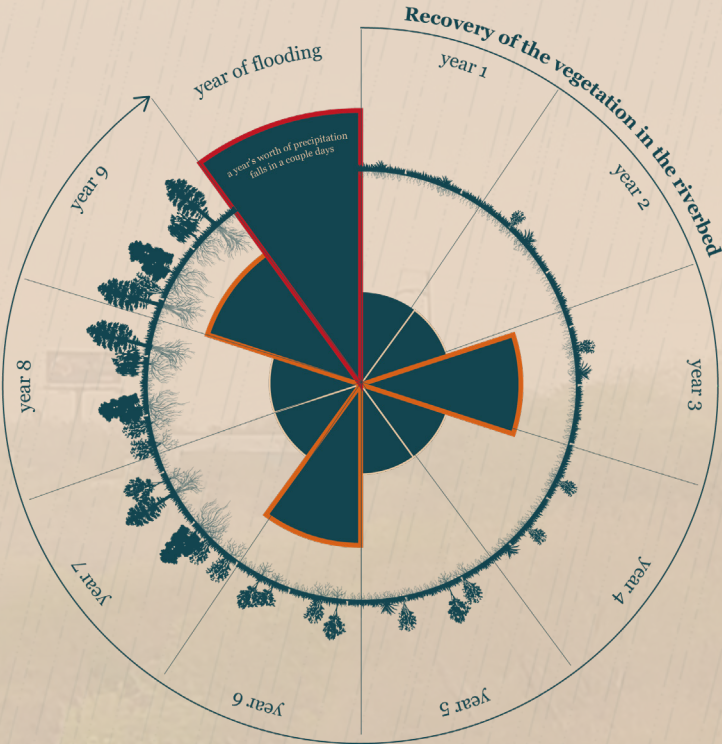 Recovery of the vegetation in the riverbed
year of flooding
a year's worth of precipitation
falls in a couple days
year 1
year 2
year 3
year 4
year 5
year 6
year 7
year 8
year 9